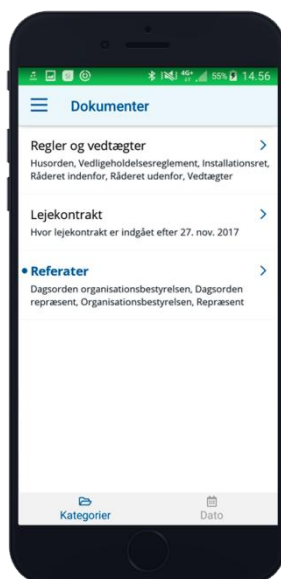 4G+ 55% 14.56
Dokumenter
Regler og vedtægter
Husorden, Vedligeholdelsesreglement, Installationsret,
Råderet indenfor, Råderet udenfor, Vedtægter
Lejekontrakt
Hvor lejekontrakt er indgået efter 27. nov. 2017
Referater
Dagsorden organisationsbestyrelsen, Dagsorden
repræsent, Organisationsbestyrelsen, Repræsent
Kategorier Dato